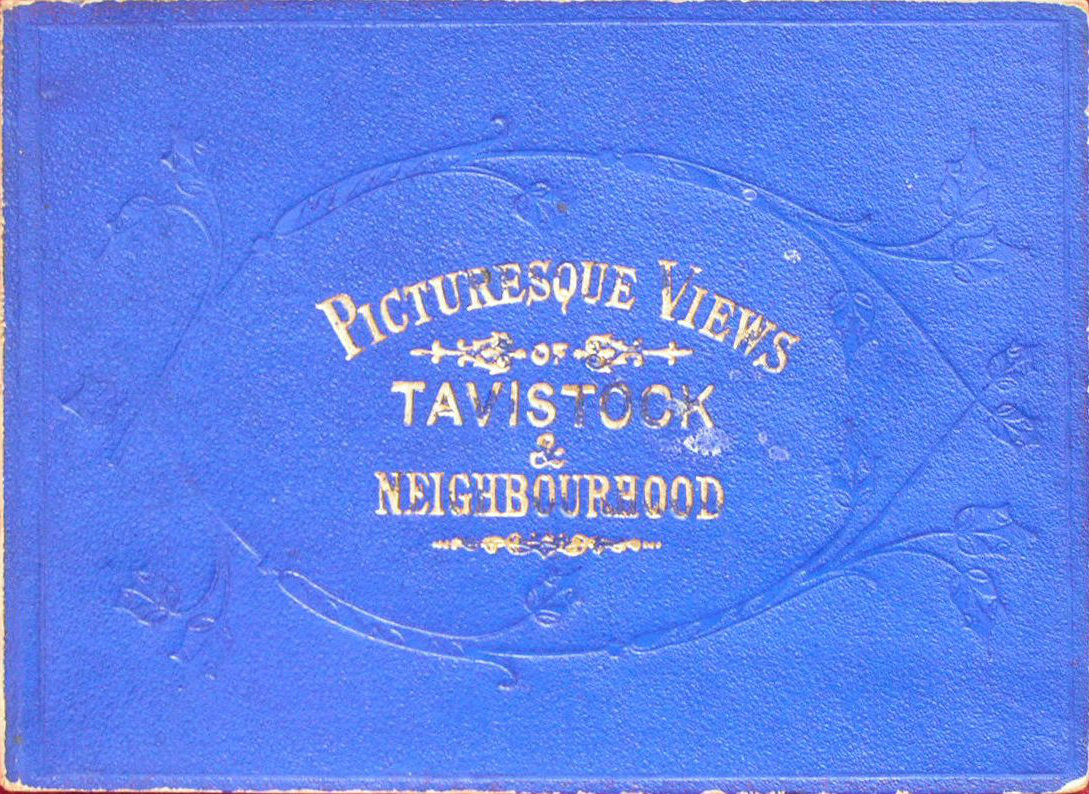 PICTURESQUE VIEWS
OF
TAVISTOCK
&
NEIGHBOURHOOD